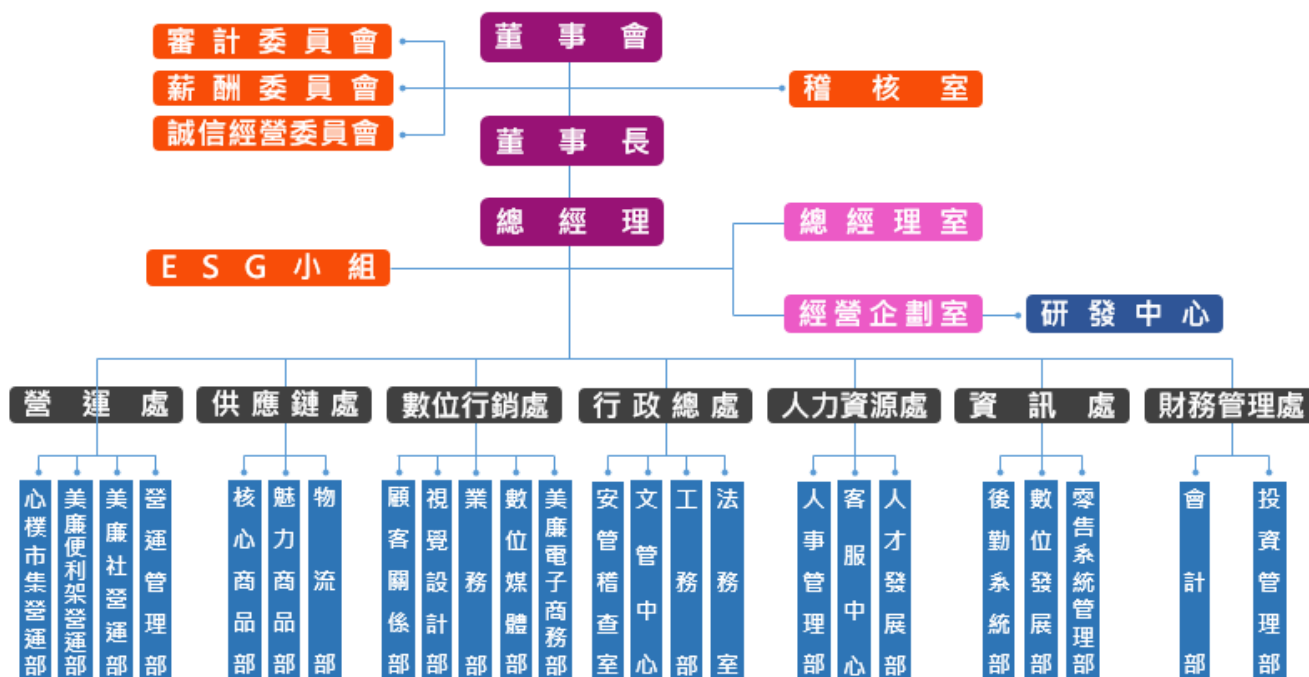 董事會
審計委員會
薪酬委員會
稽核室
誠信經營委員會
董事長
總經理
總經理室
ESG小組
經營企劃室
研發中心
營運處
供應鏈處
數位行銷處
行政總處
人力資源處
資訊處
財務管理處
心樸市集營運部
美廉便利架營運部
美廉社營運部
營運管理部
核心商品部
魅力商品部
物流部
顧客關係部
視覺設計部
業務部
數位媒體部
美廉電子商務部
安管稽查室
文管中心
工務部
法務室
人事管理部
客服中心
人才發展部
後勤系統部
數位發展部
零售系統管理部
會計部
投資管理部